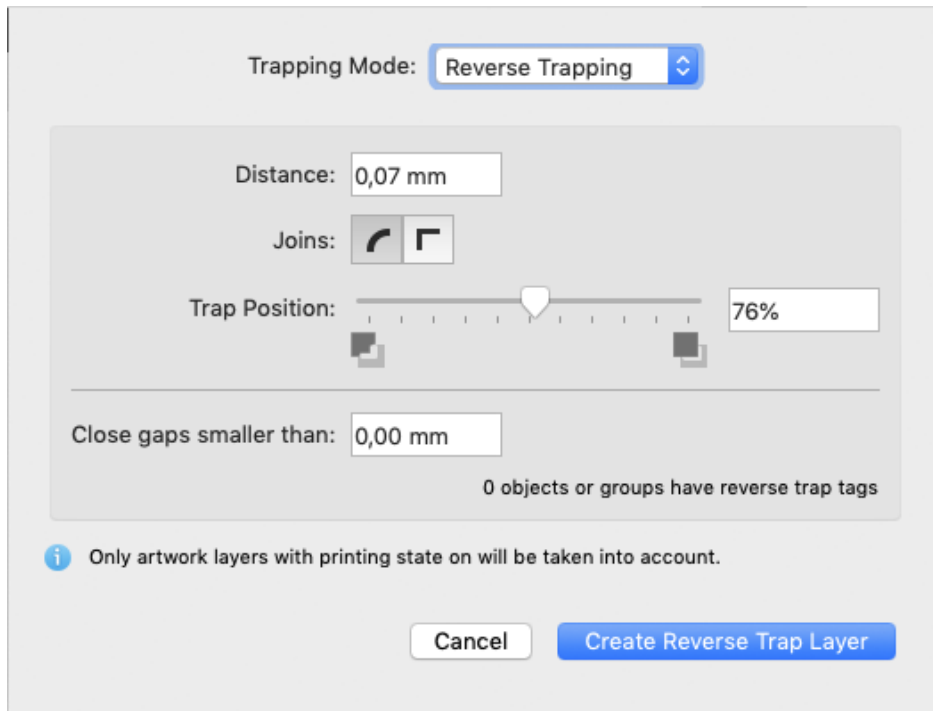 Trapping Mode: Reverse Trapping
Distance: 0,07 mm
Joins:
Trap Position: 76%
Close gaps smaller than: 0,00 mm
0 objects or groups have reverse trap tags
Only artwork layers with printing state on will be taken into account.
Cancel Create Reverse Trap Layer